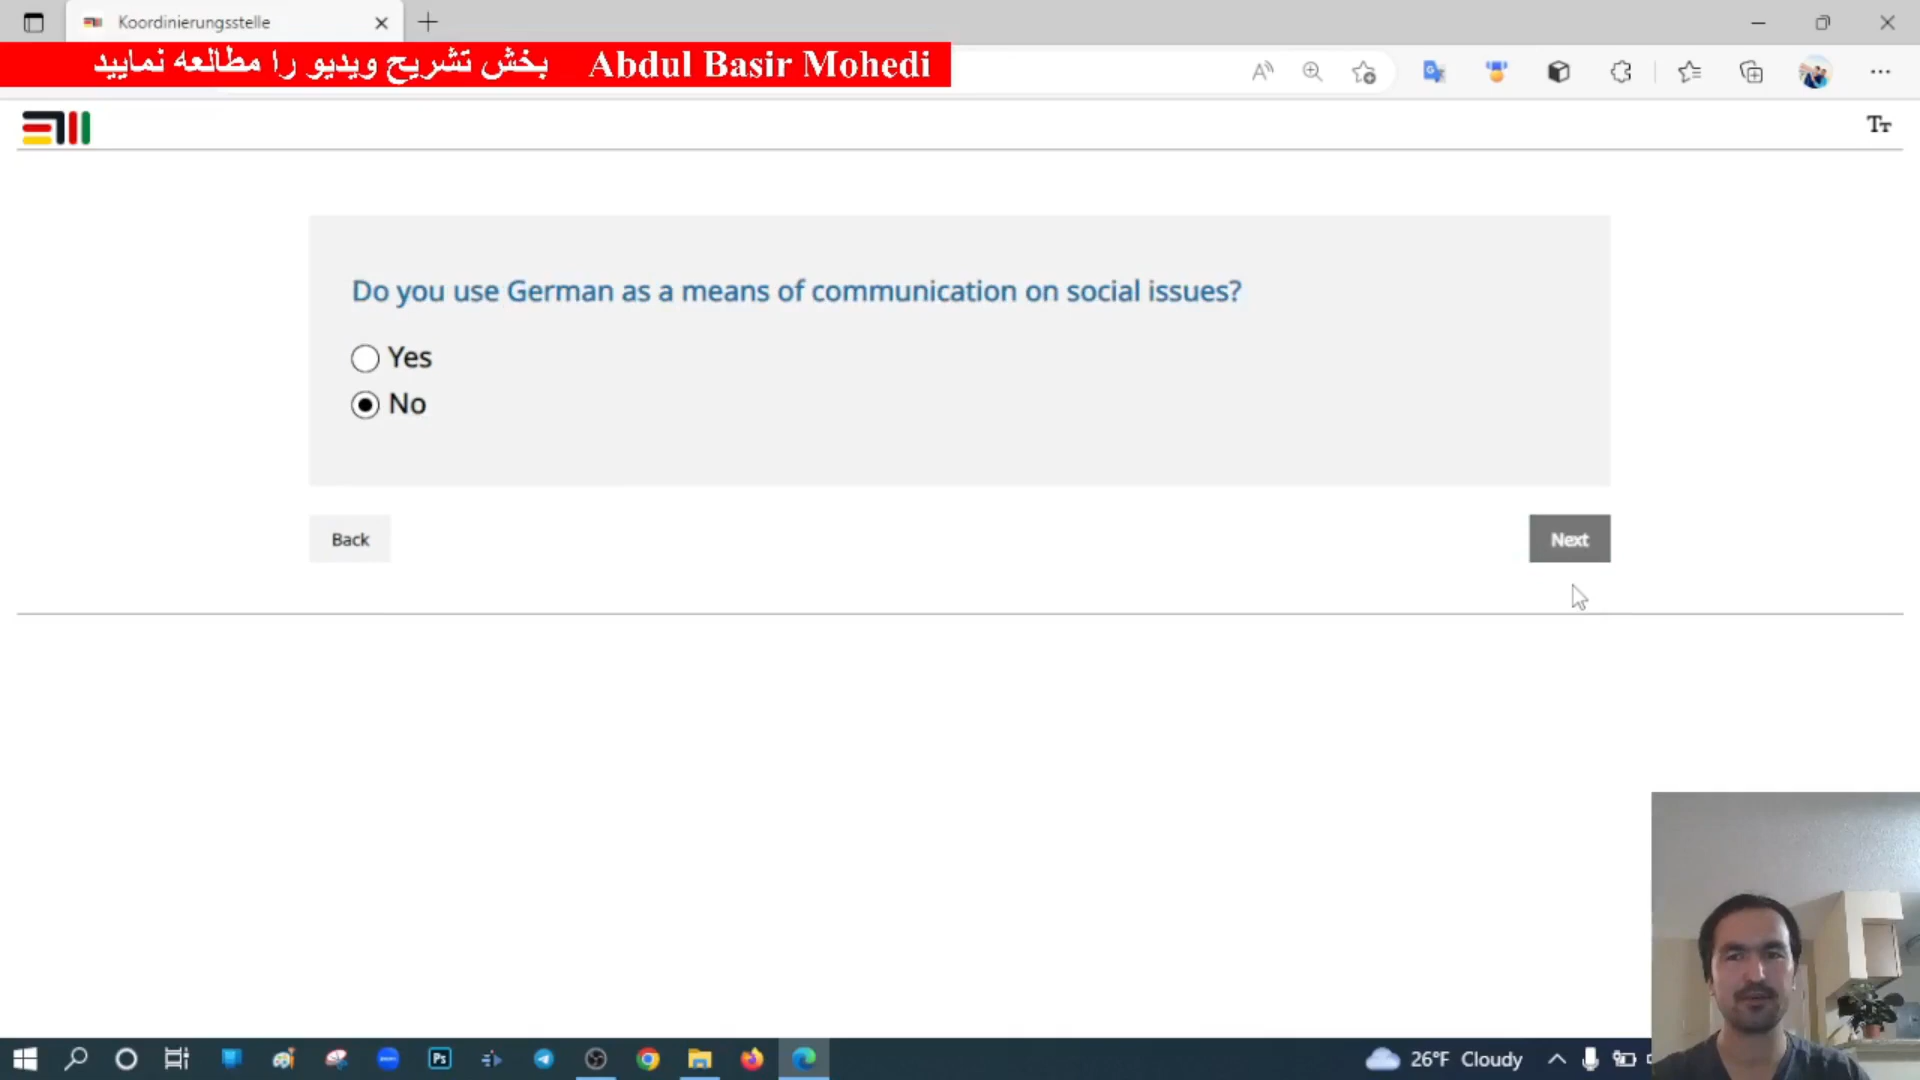 Koordinierungsstelle
بخش تشریح ویدیو را مطالعه نمایید Abdul Basir Mohedi
Do you use German as a means of communication on social issues?
Yes
No
Back
Next
Ps
26°F Cloudy